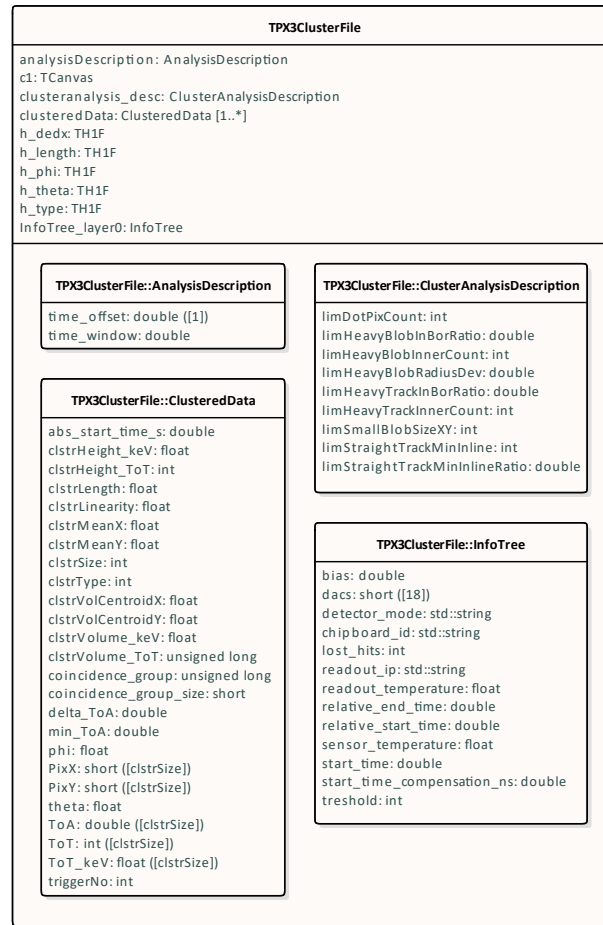 TPX3ClusterFile
analysisDescription: AnalysisDescription
c1: TCanvas
clusteranalysis_desc: ClusterAnalysisDescription
clusteredData: ClusteredData [1..*]
h_dedx: TH1F
h_length: TH1F
h_phi: TH1F
h_theta: TH1F
h_type: TH1F
InfoTree_layer0: InfoTree
TPX3ClusterFile::AnalysisDescription
time_offset: double ([1])
time_window: double
TPX3ClusterFile::ClusteredData
abs_start_time_s: double
clstrHeight_keV: float
clstrHeight_ToT: int
clstrLength: float
clstrLinearity: float
clstrMeanX: float
clstrMeanY: float
clstrSize: int
clstrType: int
clstrVolCentroidX: float
clstrVolCentroidY: float
clstrVolume_keV: float
clstrVolume_ToT: unsigned long
coincidence_group: unsigned long
coincidence_group_size: short
delta_ToA: double
min_ToA: double
phi: float
PixX: short ([clstrSize])
PixY: short ([clstrSize])
theta: float
ToA: double ([clstrSize])
ToT: int ([clstrSize])
ToT_keV: float ([clstrSize])
triggerNo: int
TPX3ClusterFile::ClusterAnalysisDescription
limDotPixCount: int
limHeavyBlobInBorRatio: double
limHeavyBlobInnerCount: int
limHeavyBlobRadiusDev: double
limHeavyTrackInBorRatio: double
limHeavyTrackInnerCount: int
limSmallBlobSizeXY: int
limStraightTrackMinInline: int
limStraightTrackMinInlineRatio: double
TPX3ClusterFile::InfoTree
bias: double
dacs: short ([18])
detector_mode: std::string
chipboard_id: std::string
lost_hits: int
readout_ip: std::string
readout_temperature: float
relative_end_time: double
relative_start_time: double
sensor_temperature: float
start_time: double
start_time_compensation_ns: double
treshold: int